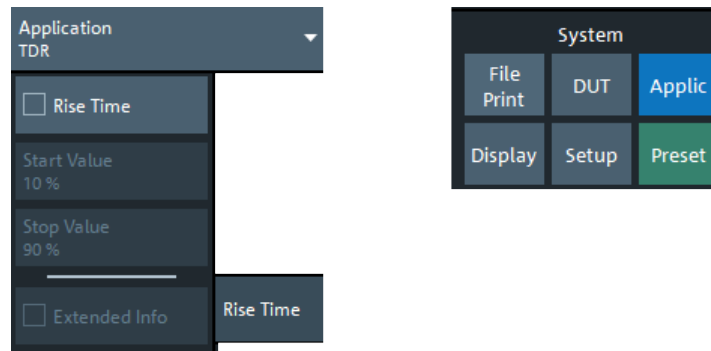 Application
TDR
Rise Time
Start Value
10 %
Stop Value
90 %
Extended Info
Rise Time
System
File
Print
DUT
Applic
Display
Setup
Preset